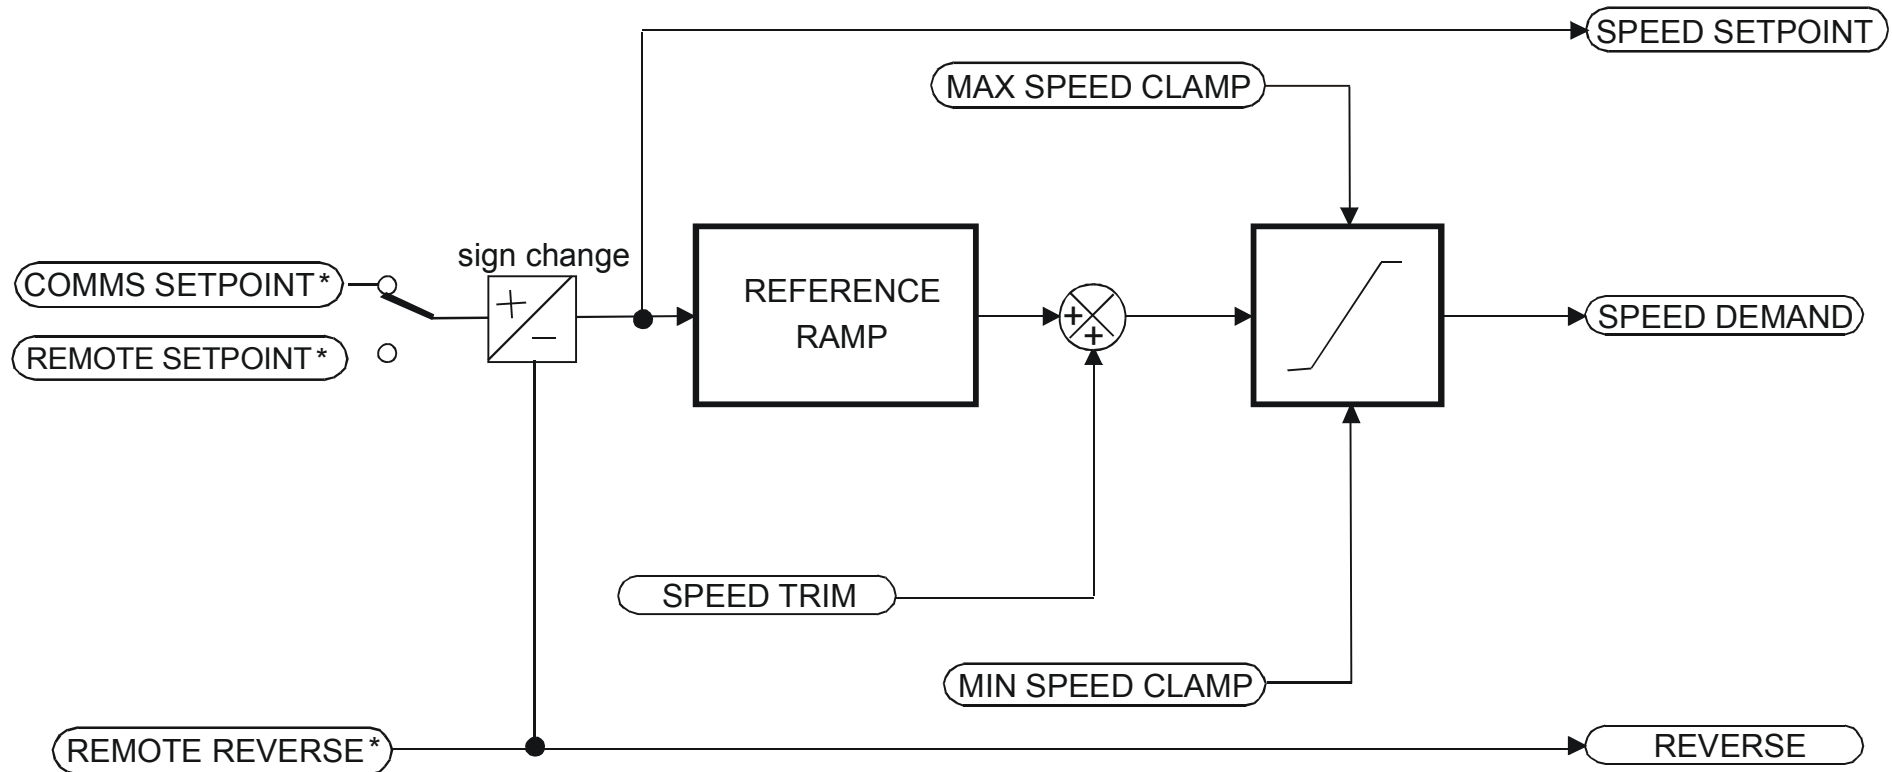 SPEED SETPOINT
MAX SPEED CLAMP
sign change
COMMS SETPOINT*
REFERENCE
RAMP
SPEED DEMAND
REMOTE SETPOINT*
SPEED TRIM
MIN SPEED CLAMP
REMOTE REVERSE*
REVERSE